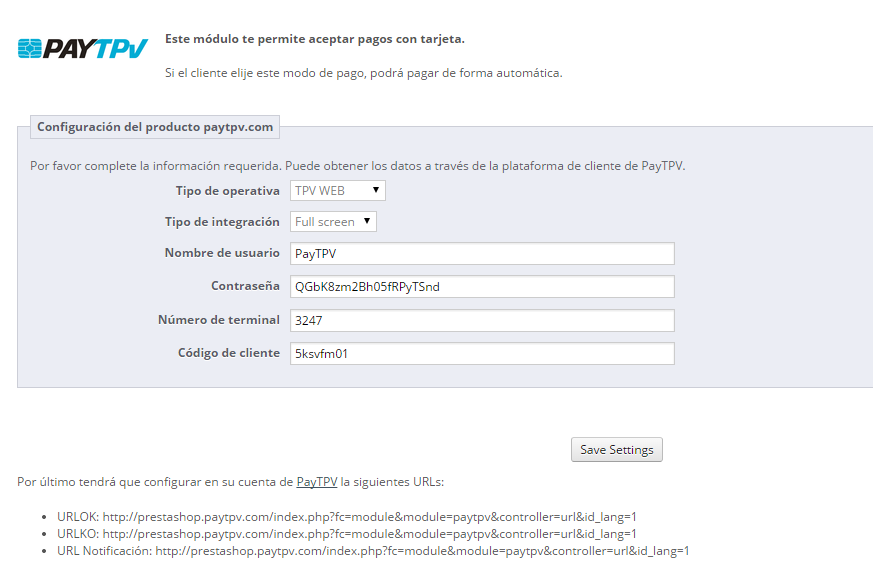 PAYTPV
Este módulo te permite aceptar pagos con tarjeta.
Si el cliente elije este modo de pago, podrá pagar de forma automática.
Configuración del producto paytpv.com
Por favor complete la información requerida. Puede obtener los datos a través de la plataforma de cliente de PayTPV.
Tipo de operativa TPV WEB
Tipo de integración Full screen
Nombre de usuario PayTPV
Contraseña QGbK8zm2Bh05fRPyTSnd
Número de terminal 3247
Código de cliente 5ksvfm01
Save Settings
Por último tendrá que configurar en su cuenta de PayTPV la siguientes URLs:
• URLOK: http://prestashop.paytpv.com/index.php?fc=module&module=paytpv&controller=url&id_lang=1
• URLKO: http://prestashop.paytpv.com/index.php?fc=module&module=paytpv&controller=url&id_lang=1
• URL Notificación: http://prestashop.paytpv.com/index.php?fc=module&module=paytpv&controller=url&id_lang=1